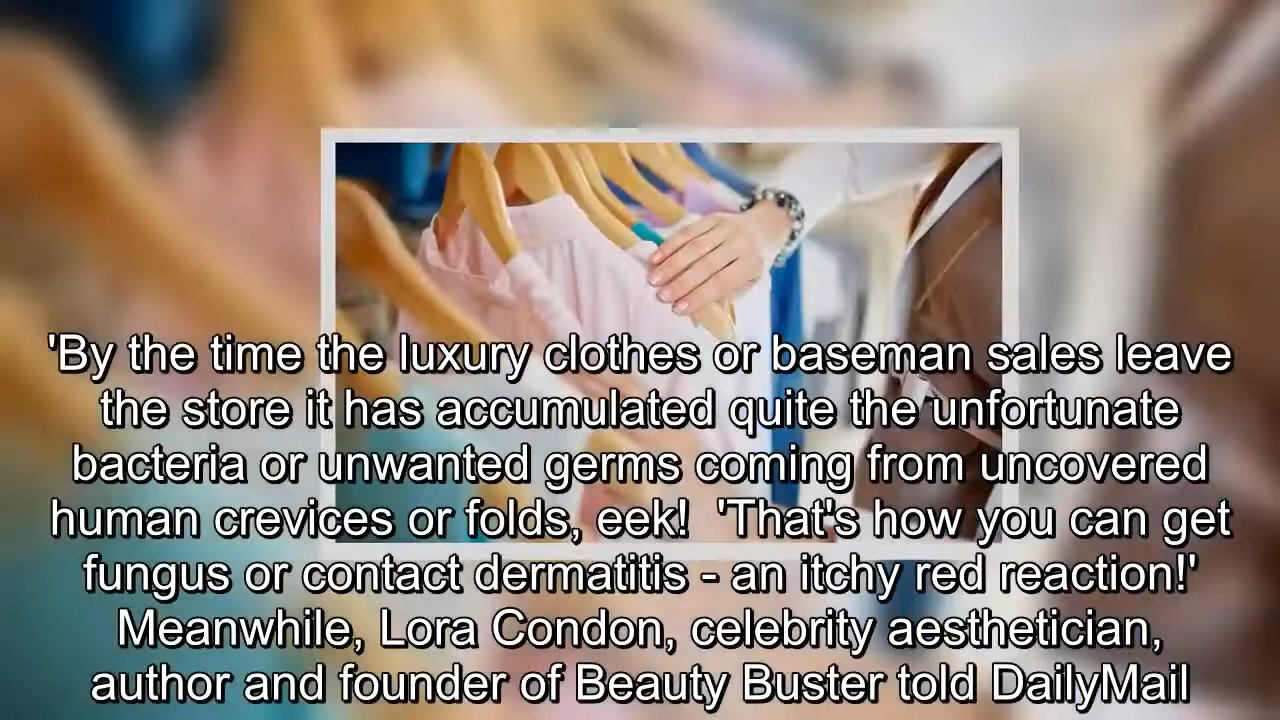 'By the time the luxury clothes or baseman sales leave
the store it has accumulated quite the unfortunate
bacteria or unwanted germs coming from uncovered
human crevices or folds, eek!  'That's how you can get
fungus or contact dermatitis - an itchy red reaction!'
Meanwhile, Lora Condon, celebrity aesthetician,
author and founder of Beauty Buster told DailyMail